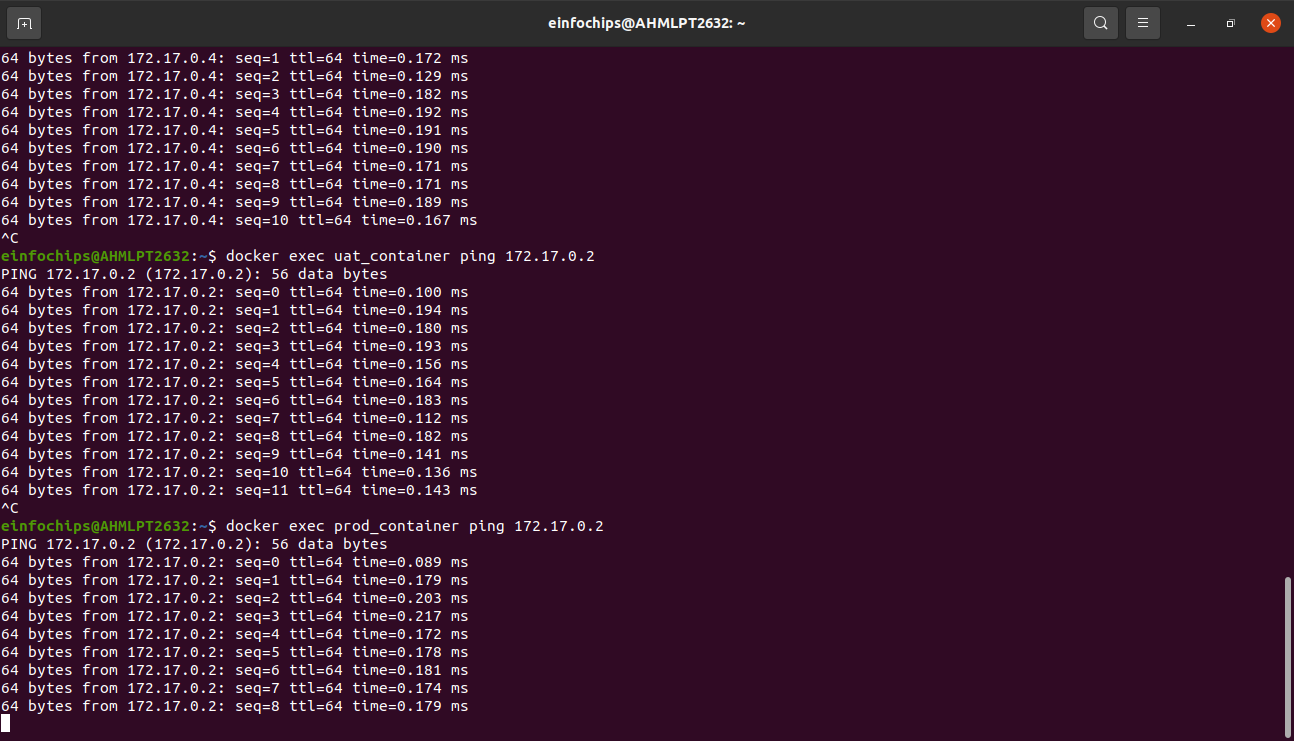 einfochips@AHMLPT2632: ~
64 bytes from 172.17.0.4: seq=1 ttl=64 time=0.172 ms
64 bytes from 172.17.0.4: seq=2 ttl=64 time=0.129 ms
64 bytes from 172.17.0.4: seq=3 ttl=64 time=0.182 ms
64 bytes from 172.17.0.4: seq=4 ttl=64 time=0.192 ms
64 bytes from 172.17.0.4: seq=5 ttl=64 time=0.191 ms
64 bytes from 172.17.0.4: seq=6 ttl=64 time=0.190 ms
64 bytes from 172.17.0.4: seq=7 ttl=64 time=0.171 ms
64 bytes from 172.17.0.4: seq=8 ttl=64 time=0.171 ms
64 bytes from 172.17.0.4: seq=9 ttl=64 time=0.189 ms
64 bytes from 172.17.0.4: seq=10 ttl=64 time=0.167 ms
^C
einfochips@AHMLPT2632:~$ docker exec uat_container ping 172.17.0.2
PING 172.17.0.2 (172.17.0.2): 56 data bytes
64 bytes from 172.17.0.2: seq=0 ttl=64 time=0.100 ms
64 bytes from 172.17.0.2: seq=1 ttl=64 time=0.194 ms
64 bytes from 172.17.0.2: seq=2 ttl=64 time=0.180 ms
64 bytes from 172.17.0.2: seq=3 ttl=64 time=0.193 ms
64 bytes from 172.17.0.2: seq=4 ttl=64 time=0.156 ms
64 bytes from 172.17.0.2: seq=5 ttl=64 time=0.164 ms
64 bytes from 172.17.0.2: seq=6 ttl=64 time=0.183 ms
64 bytes from 172.17.0.2: seq=7 ttl=64 time=0.112 ms
64 bytes from 172.17.0.2: seq=8 ttl=64 time=0.182 ms
64 bytes from 172.17.0.2: seq=9 ttl=64 time=0.141 ms
64 bytes from 172.17.0.2: seq=10 ttl=64 time=0.136 ms
64 bytes from 172.17.0.2: seq=11 ttl=64 time=0.143 ms
^C
einfochips@AHMLPT2632:~$ docker exec prod_container ping 172.17.0.2
PING 172.17.0.2 (172.17.0.2): 56 data bytes
64 bytes from 172.17.0.2: seq=0 ttl=64 time=0.089 ms
64 bytes from 172.17.0.2: seq=1 ttl=64 time=0.179 ms
64 bytes from 172.17.0.2: seq=2 ttl=64 time=0.203 ms
64 bytes from 172.17.0.2: seq=3 ttl=64 time=0.217 ms
64 bytes from 172.17.0.2: seq=4 ttl=64 time=0.172 ms
64 bytes from 172.17.0.2: seq=5 ttl=64 time=0.178 ms
64 bytes from 172.17.0.2: seq=6 ttl=64 time=0.181 ms
64 bytes from 172.17.0.2: seq=7 ttl=64 time=0.174 ms
64 bytes from 172.17.0.2: seq=8 ttl=64 time=0.179 ms